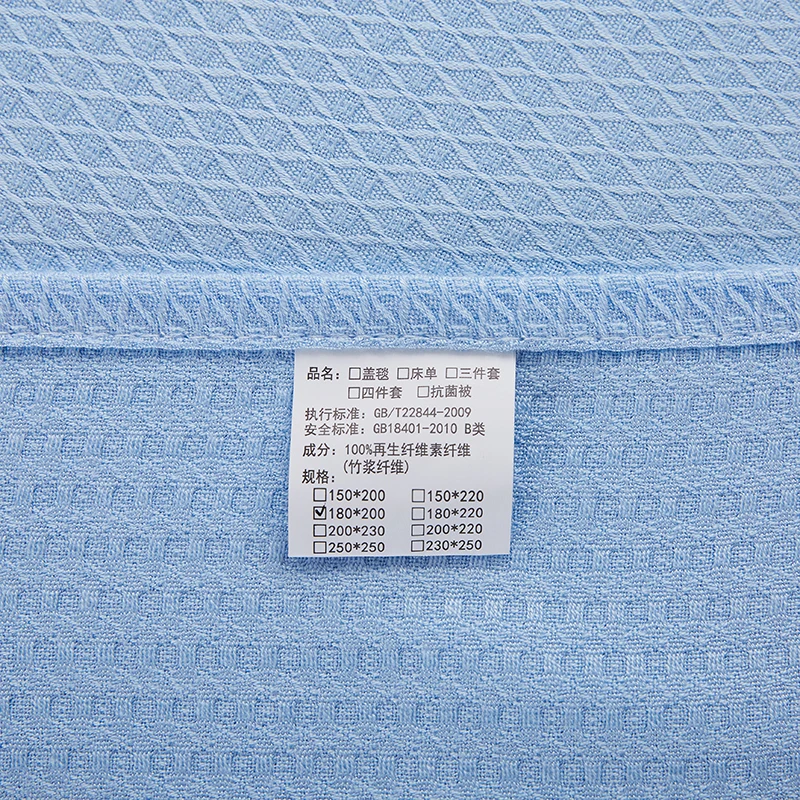 品名：☐盖毯 ☐床单 ☐三件套
☐四件套 ☐抗菌被
执行标准：GB/T22844-2009
安全标准：GB18401-2010 B类
成分：100%再生纤维素纤维
(竹浆纤维)
规格：
☐150*200 ☐150*220
☑180*200 ☐180*220
☐200*230 ☐200*220
☐250*250 ☐230*250